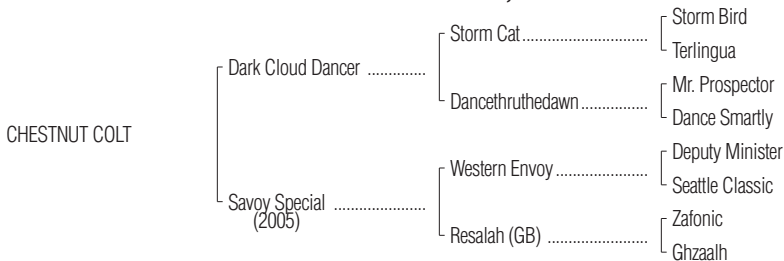 Storm Bird
Storm Cat..............................
Terlingua
Dark Cloud Dancer ..............
Mr. Prospector
Dancethruthedawn................
Dance Smartly
CHESTNUT COLT
Deputy Minister
Western Envoy......................
Seattle Classic
Savoy Special ......................
(2005)
Zafonic
Resalah (GB) ........................
Ghzaalh